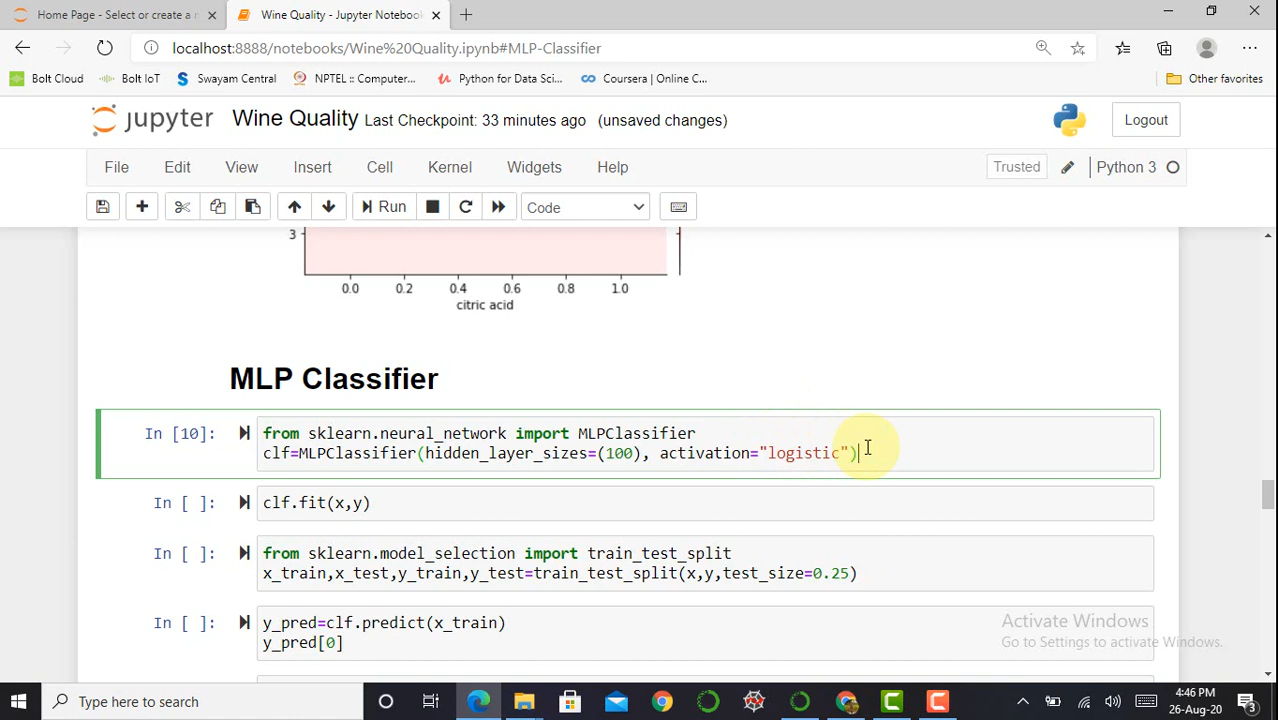 Home Page - Select or create a n
Wine Quality - Jupyter Notebook
localhost:8888/notebooks/Wine%20Quality.ipynb#MLP-Classifier
Bolt Cloud
Bolt IoT
Swayam Central
NPTEL :: Computer...
Python for Data Sci...
Coursera | Online C...
Other favorites
jupyter
Wine Quality Last Checkpoint: 33 minutes ago (unsaved changes)
Logout
File
Edit
View
Insert
Cell
Kernel
Widgets
Help
Trusted
Python 3
Run
Code
3
0.0 0.2 0.4 0.6 0.8 1.0
citric acid
MLP Classifier
In [10]:
from sklearn.neural_network import MLPClassifier
clf=MLPClassifier(hidden_layer_sizes=(100), activation="logistic")
In [ ]:
clf.fit(x,y)
In [ ]:
from sklearn.model_selection import train_test_split
x_train,x_test,y_train,y_test=train_test_split(x,y,test_size=0.25)
In [ ]:
y_pred=clf.predict(x_train)
y_pred[0]
Activate Windows
Go to Settings to activate Windows.
Type here to search
4:46 PM
26-Aug-20
3